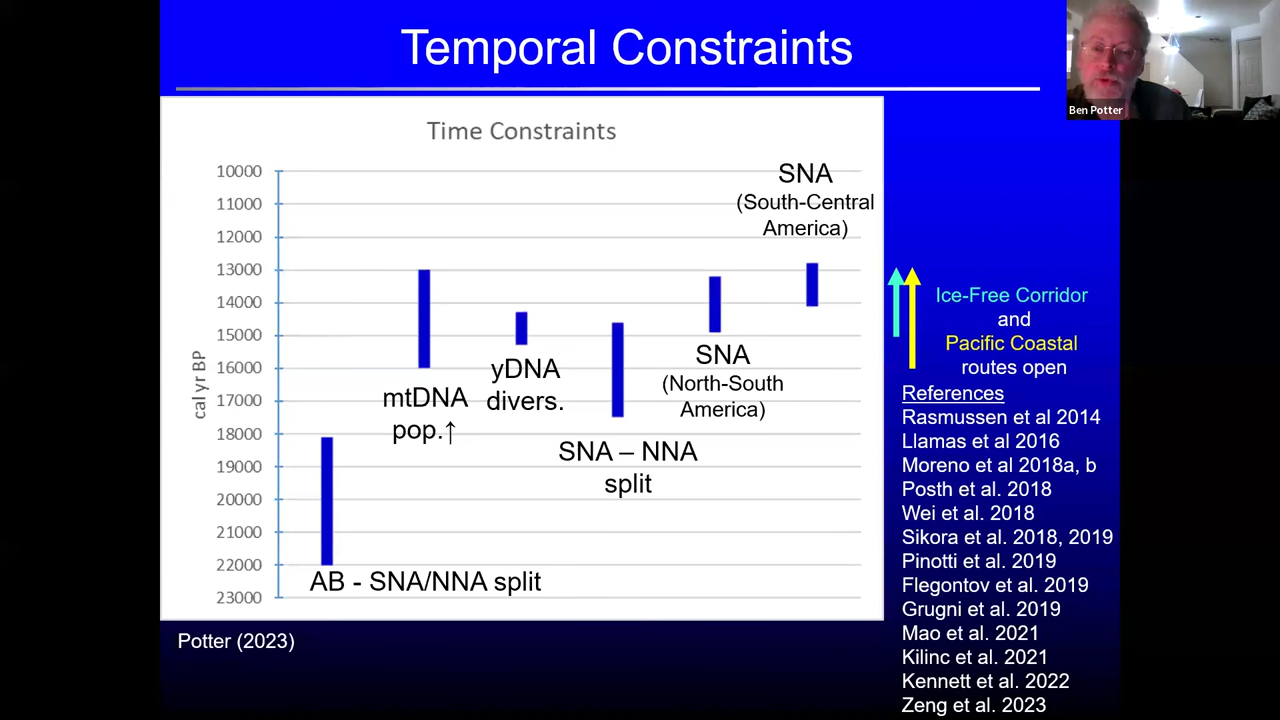 Temporal Constraints
Ben Potter
Time Constraints
10000
11000
12000
13000
14000
15000
16000
17000
18000
19000
20000
21000
22000
23000
cal yr BP
AB - SNA/NNA split
mtDNA
pop.↑
yDNA
divers.
SNA – NNA
split
SNA
(North-South
America)
SNA
(South-Central
America)
Ice-Free Corridor
and
Pacific Coastal
routes open
References
Rasmussen et al 2014
Llamas et al 2016
Moreno et al 2018a, b
Posth et al. 2018
Wei et al. 2018
Sikora et al. 2018, 2019
Pinotti et al. 2019
Flegontov et al. 2019
Grugni et al. 2019
Mao et al. 2021
Kilinc et al. 2021
Kennett et al. 2022
Zeng et al. 2023
Potter (2023)